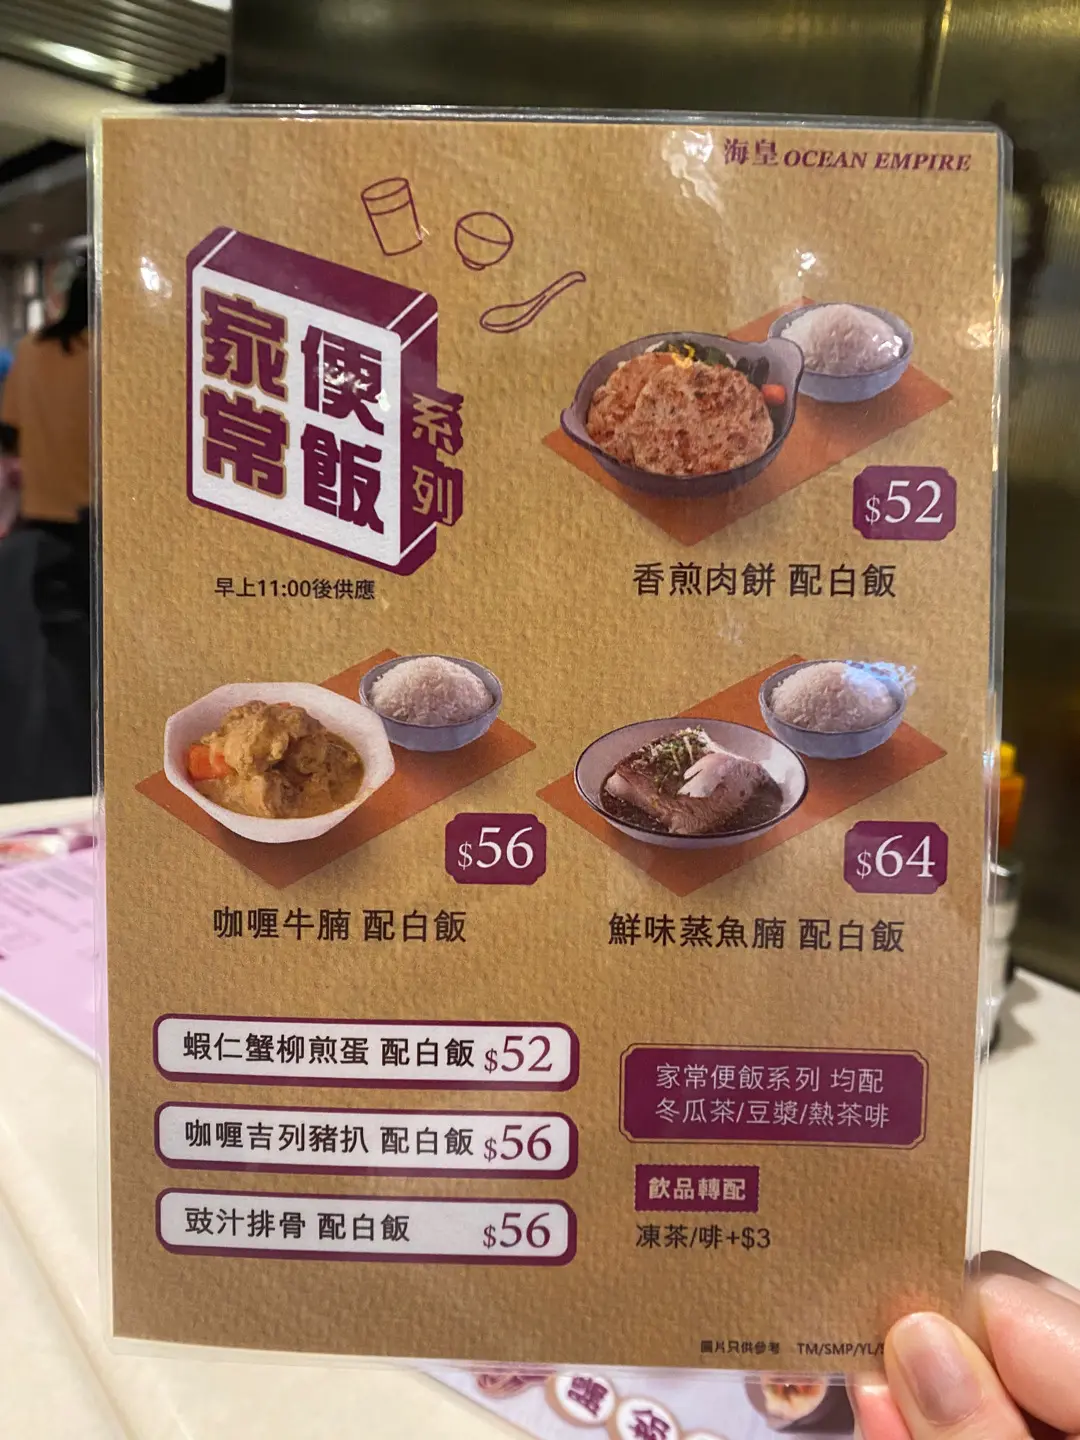 海皇 OCEAN EMPIRE
家常便飯系列
早上11:00後供應
$52
香煎肉餅 配白飯
$56
咖喱牛腩 配白飯
$64
鮮味蒸魚腩 配白飯
蝦仁蟹柳煎蛋 配白飯 $52
咖喱吉列豬扒 配白飯 $56
豉汁排骨 配白飯 $56
家常便飯系列 均配
冬瓜茶/豆漿/熱茶啡
飲品轉配
凍茶/啡+$3
圖片只供參考 TM/SMP/YL/
腸粉